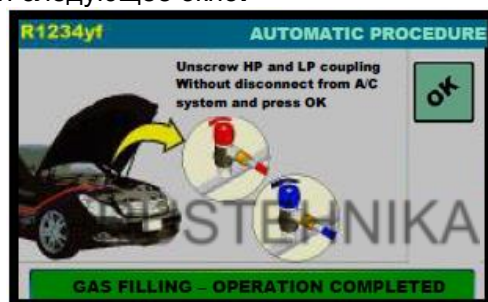 R1234yf
AUTOMATIC PROCEDURE
Unscrew HP and LP coupling
Without disconnect from A/C
system and press OK
OK
STEHNIKA
GAS FILLING – OPERATION COMPLETED